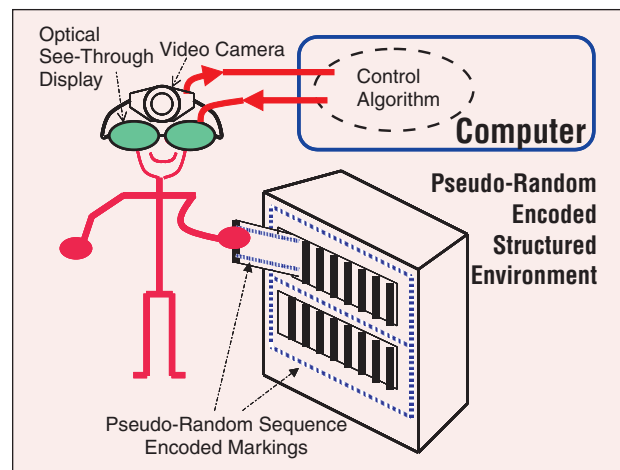 Optical
See-Through
Display
Video Camera
Control
Algorithm
Computer
Pseudo-Random
Encoded
Structured
Environment
Pseudo-Random Sequence
Encoded Markings